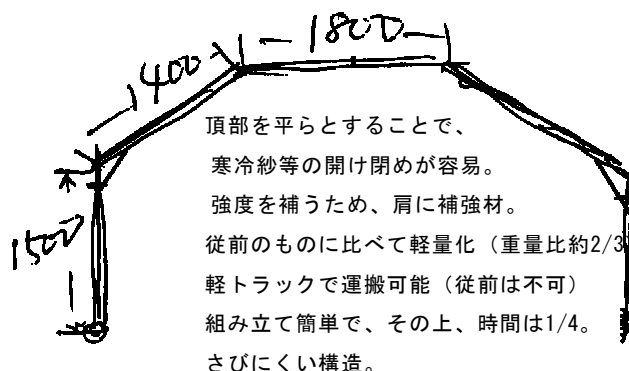 1800
1400
1500
頂部を平らとすることで、
寒冷紗等の開け閉めが容易。
強度を補うため、肩に補強材。
従前のものに比べて軽量化（重量比約2/3
軽トラックで運搬可能（従前は不可）
組み立て簡単で、その上、時間は1/4。
さびにくい構造。